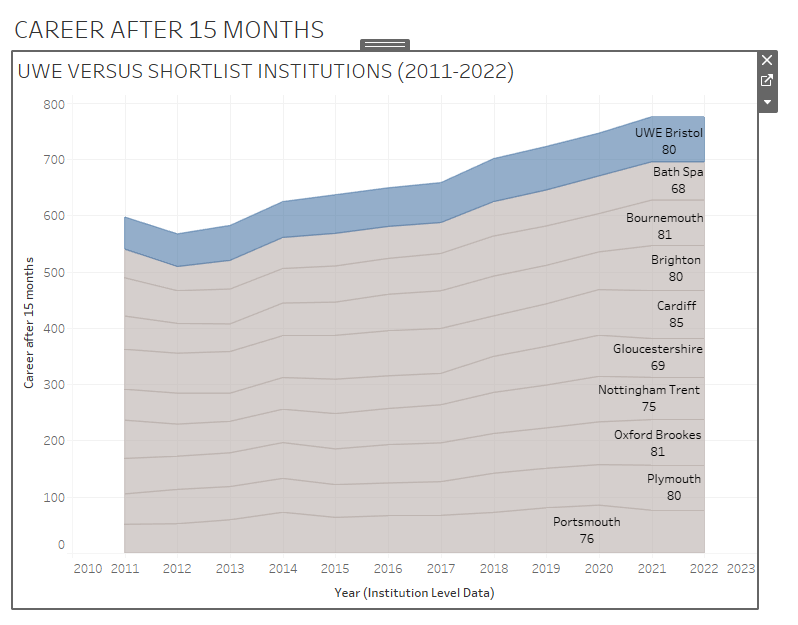 CAREER AFTER 15 MONTHS
UWE VERSUS SHORTLIST INSTITUTIONS (2011-2022)
800
700
600
500
400
300
200
100
0
Career after 15 months
UWE Bristol
80
Bath Spa
68
Bournemouth
81
Brighton
80
Cardiff
85
Gloucestershire
69
Nottingham Trent
75
Oxford Brookes
81
Plymouth
80
Portsmouth
76
2010 2011 2012 2013 2014 2015 2016 2017 2018 2019 2020 2021 2022 2023
Year (Institution Level Data)